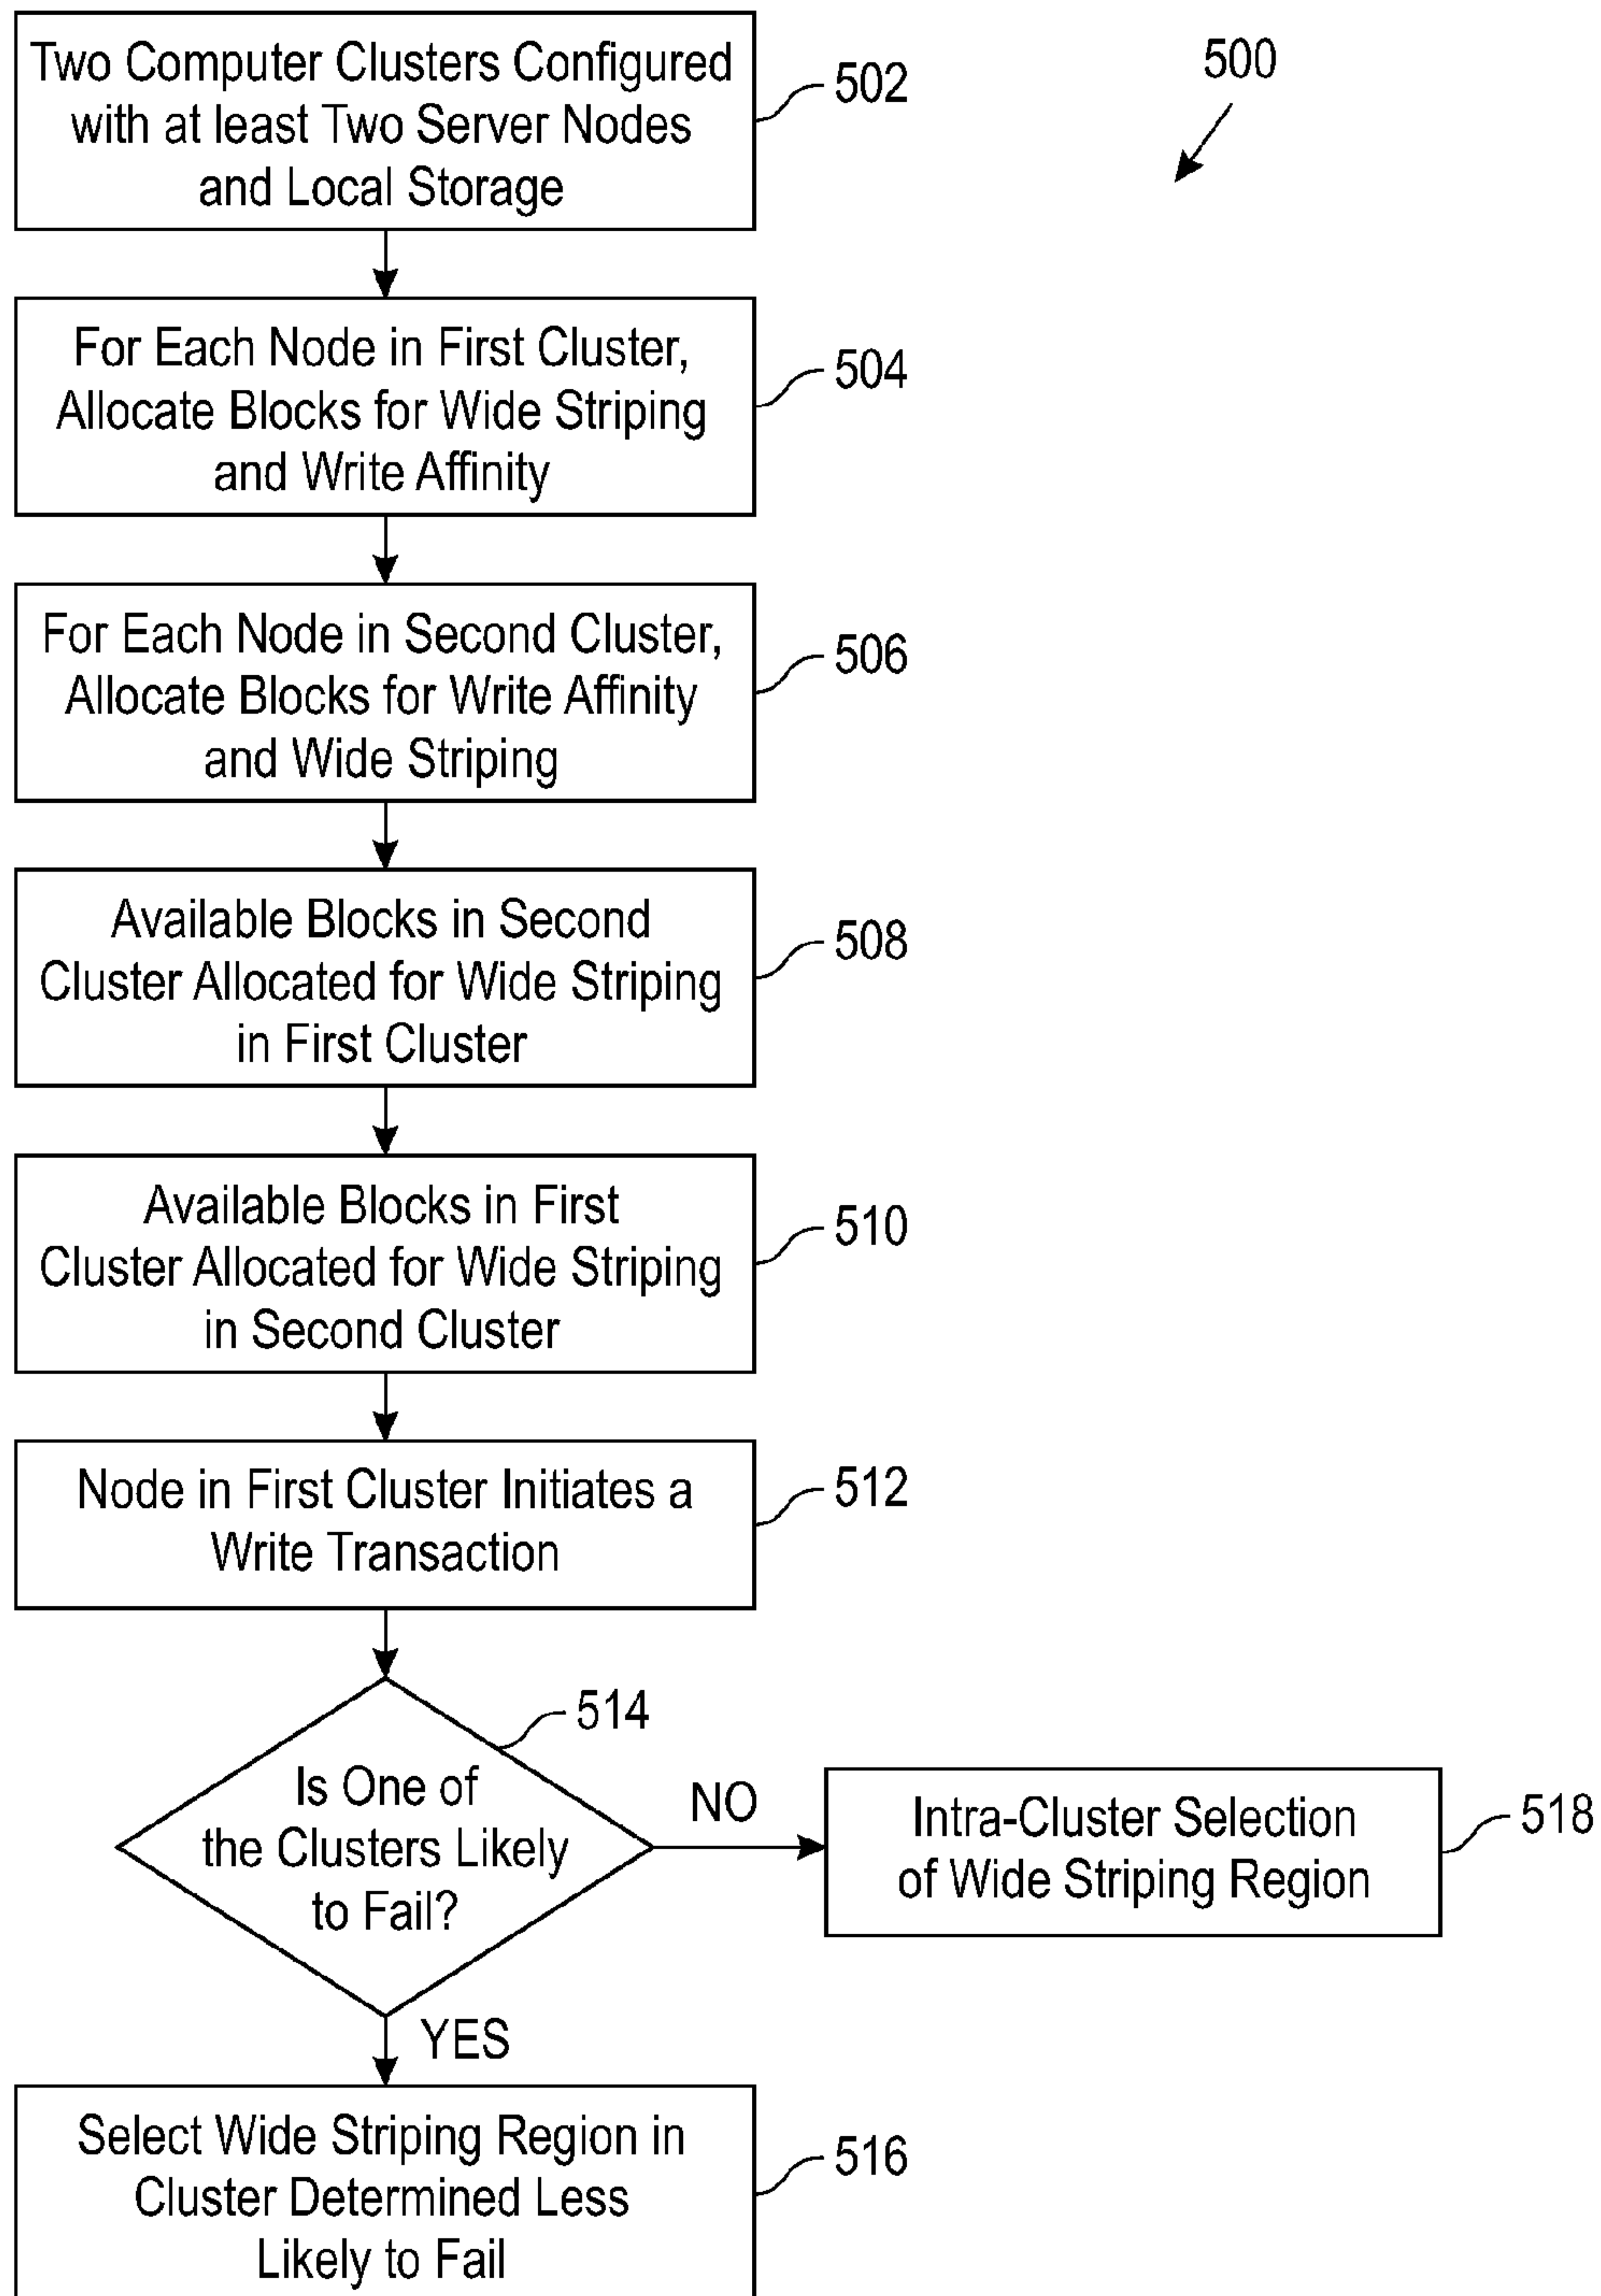 500
Two Computer Clusters Configured
with at least Two Server Nodes
and Local Storage
502
For Each Node in First Cluster,
Allocate Blocks for Wide Striping
and Write Affinity
504
For Each Node in Second Cluster,
Allocate Blocks for Write Affinity
and Wide Striping
506
Available Blocks in Second
Cluster Allocated for Wide Striping
in First Cluster
508
Available Blocks in First
Cluster Allocated for Wide Striping
in Second Cluster
510
Node in First Cluster Initiates a
Write Transaction
512
514
Is One of
the Clusters Likely
to Fail?
NO
Intra-Cluster Selection
of Wide Striping Region
518
YES
Select Wide Striping Region in
Cluster Determined Less
Likely to Fail
516